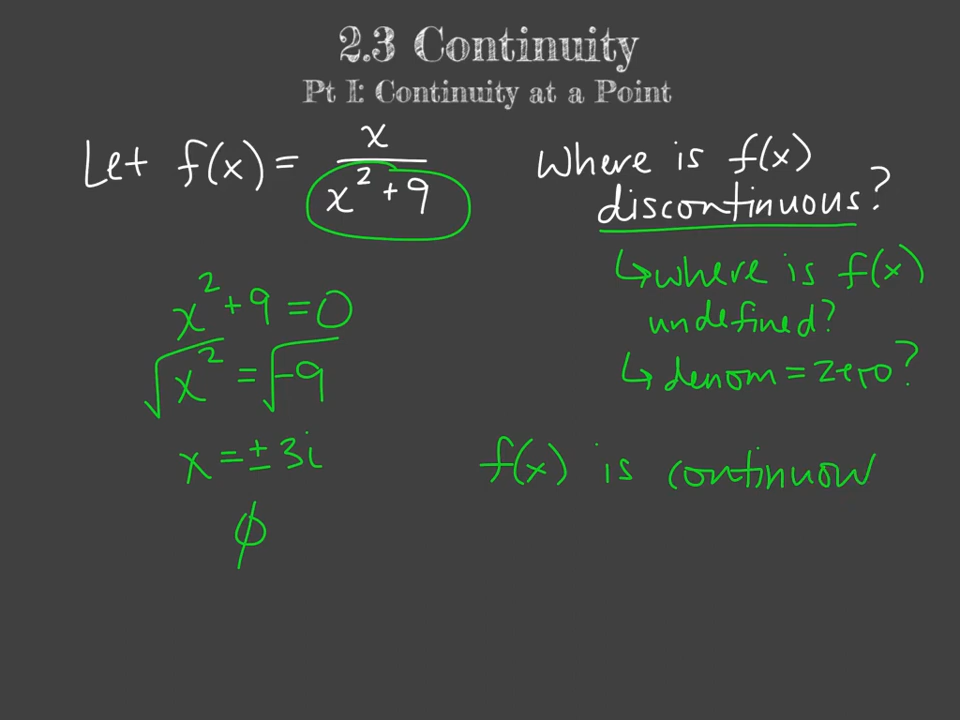 2.3 Continuity
Pt I: Continuity at a Point
Let f(x) = x / (x² + 9)
Where is f(x)
discontinuous?
↳ where is f(x)
undefined?
↳ denom = zero?
x² + 9 = 0
√x² = √-9
x = ± 3i
f(x) is continuou
∅